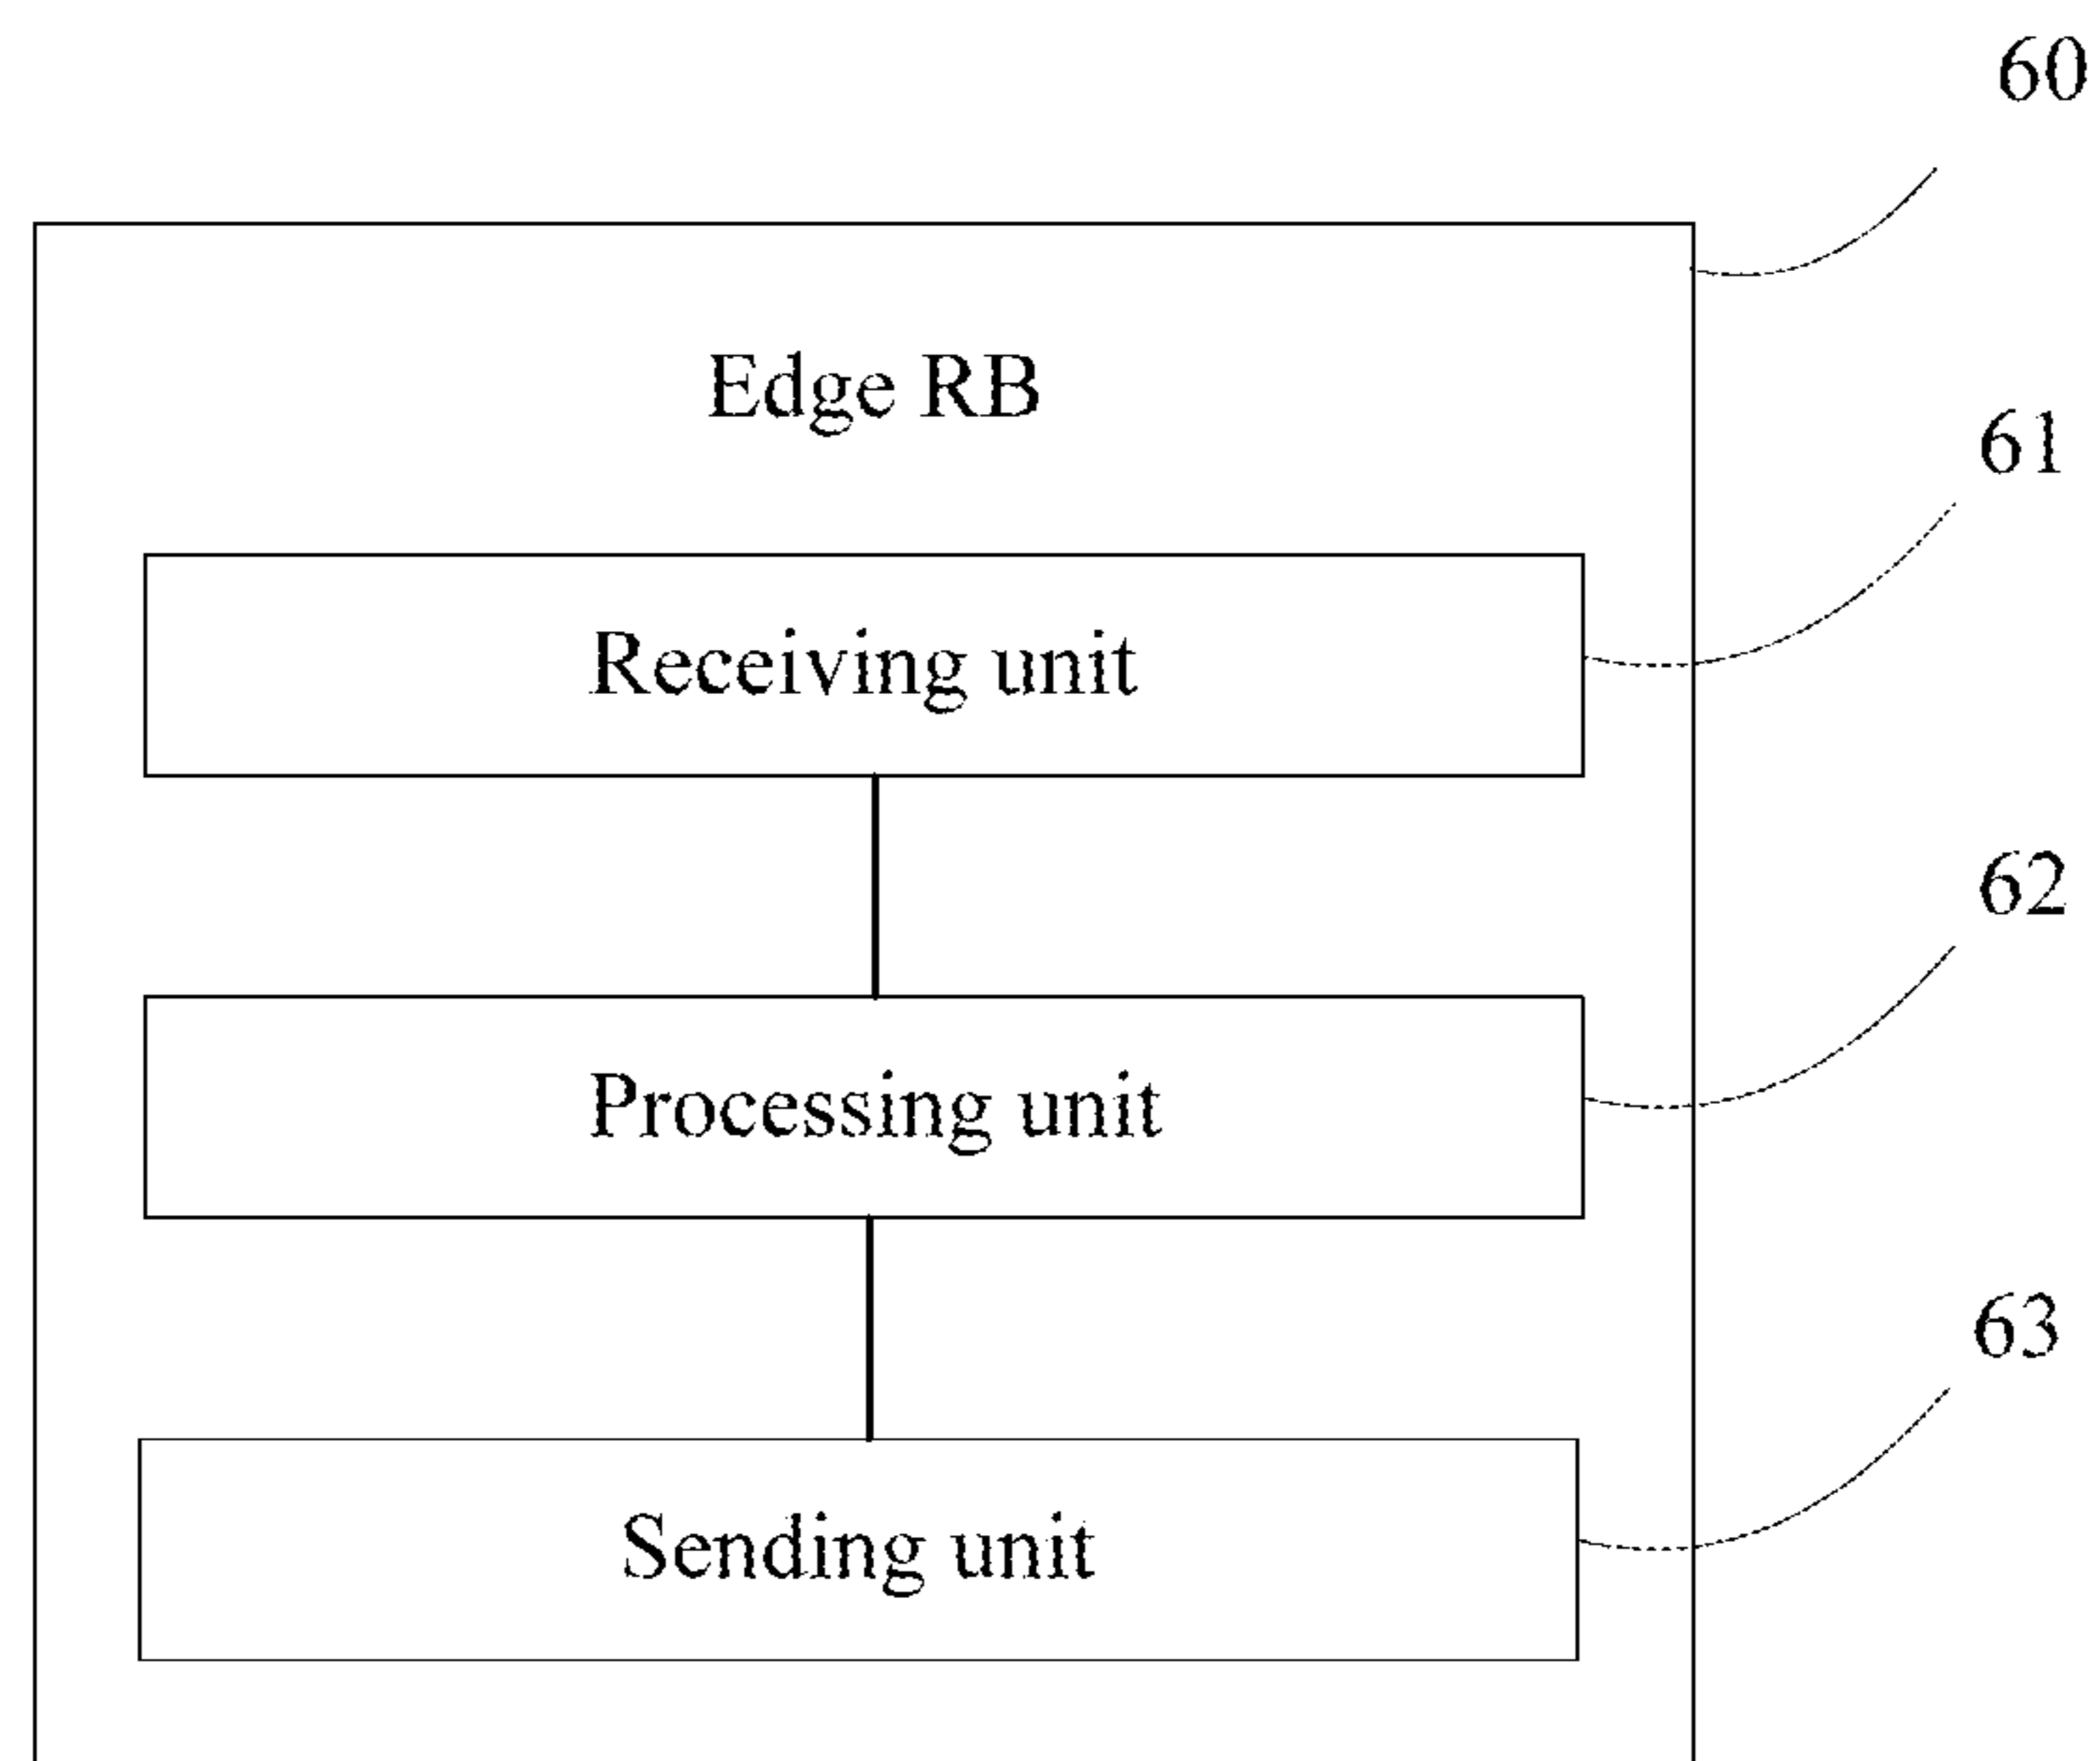 60
Edge RB
61
Receiving unit
62
Processing unit
63
Sending unit